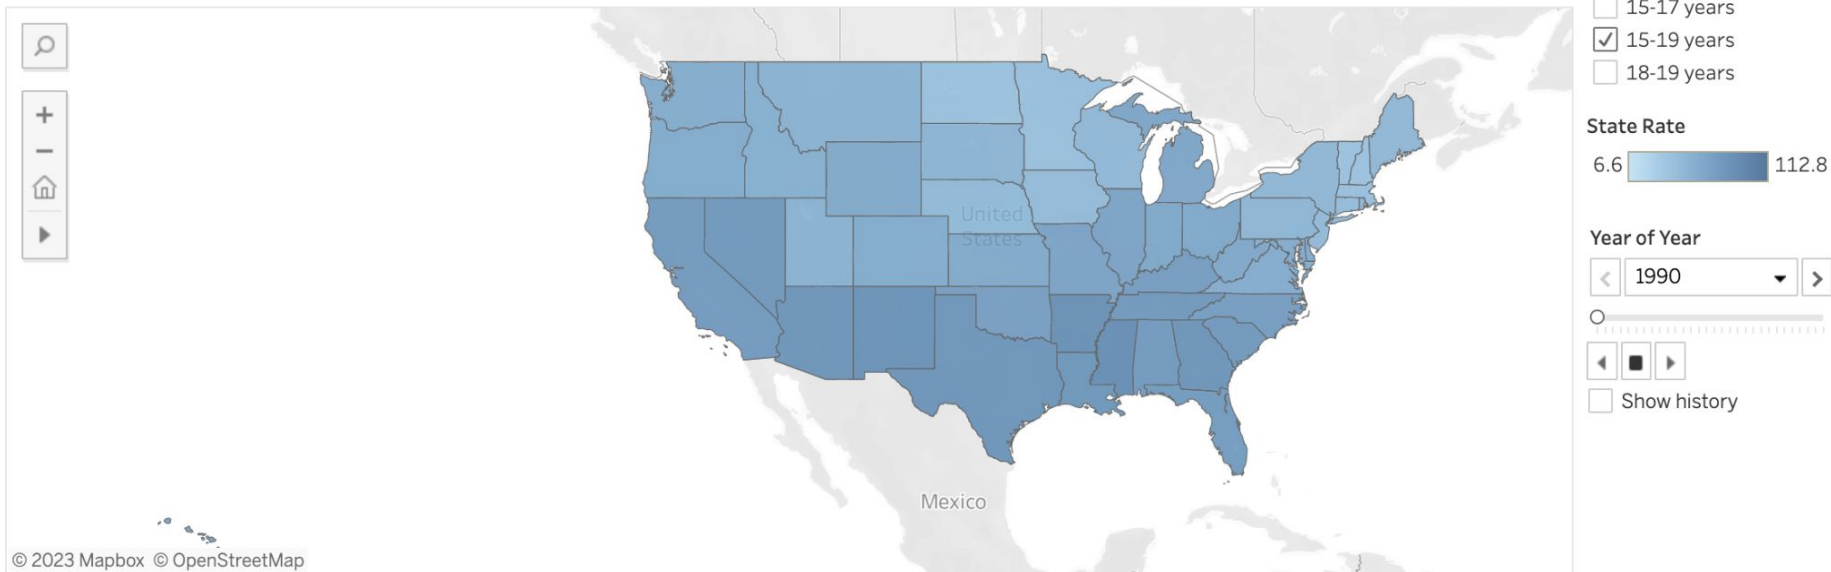 15-17 years
15-19 years
18-19 years
State Rate
6.6 112.8
Year of Year
1990
Show history
United
States
Mexico
© 2023 Mapbox © OpenStreetMap